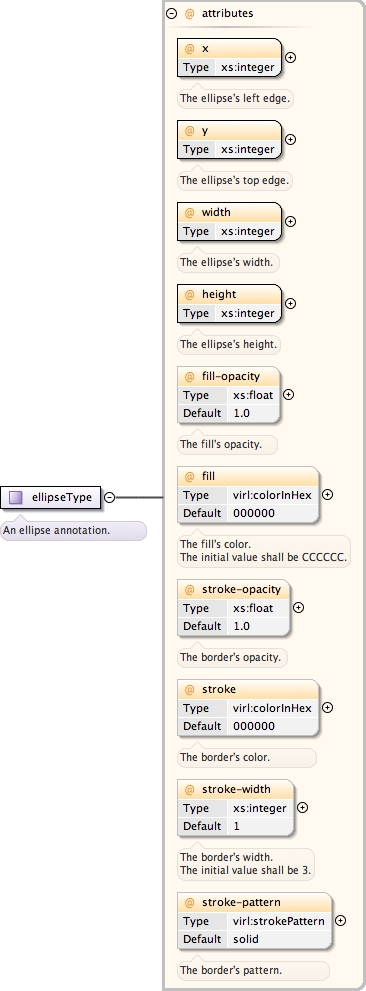 @ attributes
@ x
Type xs:integer
The ellipse's left edge.
@ y
Type xs:integer
The ellipse's top edge.
@ width
Type xs:integer
The ellipse's width.
@ height
Type xs:integer
The ellipse's height.
@ fill-opacity
Type xs:float
Default 1.0
The fill's opacity.
ellipseType
An ellipse annotation.
@ fill
Type virl:colorInHex
Default 000000
The fill's color.
The initial value shall be CCCCCC.
@ stroke-opacity
Type xs:float
Default 1.0
The border's opacity.
@ stroke
Type virl:colorInHex
Default 000000
The border's color.
@ stroke-width
Type xs:integer
Default 1
The border's width.
The initial value shall be 3.
@ stroke-pattern
Type virl:strokePattern
Default solid
The border's pattern.